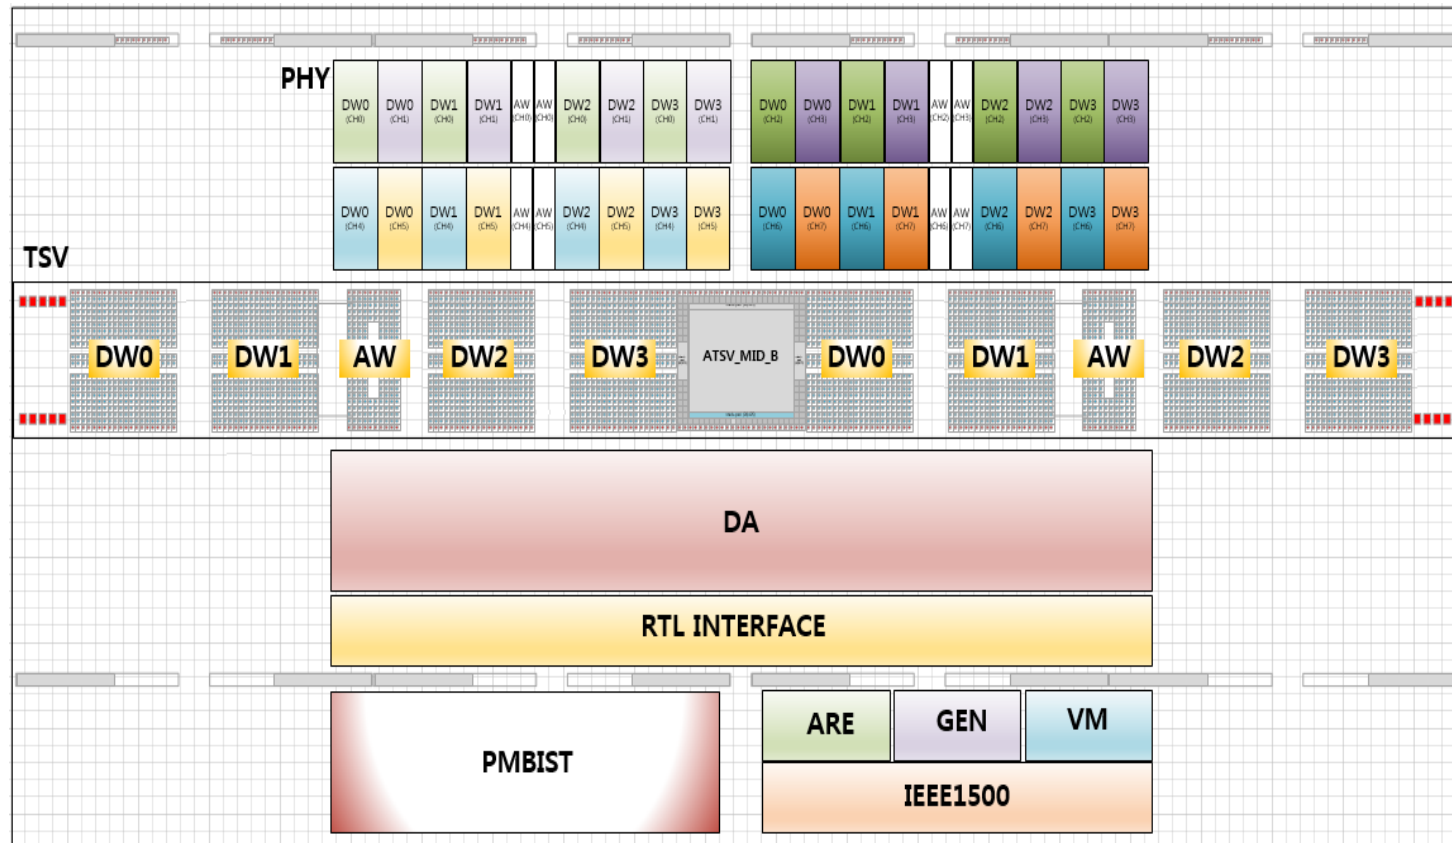 PHY
DW0 DW0 DW1 DW1 AW AW DW2 DW2 DW3 DW3
(CH0) (CH1) (CH0) (CH1) (CH0) (CH0) (CH0) (CH1) (CH0) (CH1)
DW0 DW0 DW1 DW1 AW AW DW2 DW2 DW3 DW3
(CH2) (CH3) (CH2) (CH3) (CH2) (CH3) (CH2) (CH3) (CH2) (CH3)
DW0 DW0 DW1 DW1 AW AW DW2 DW2 DW3 DW3
(CH4) (CH5) (CH4) (CH5) (CH4) (CH5) (CH4) (CH5) (CH4) (CH5)
DW0 DW0 DW1 DW1 AW AW DW2 DW2 DW3 DW3
(CH6) (CH7) (CH6) (CH7) (CH6) (CH7) (CH6) (CH7) (CH6) (CH7)
TSV
DW0 DW1 AW DW2 DW3 ATSV_MID_B DW0 DW1 AW DW2 DW3
DA
RTL INTERFACE
PMBIST
ARE GEN VM
IEEE1500